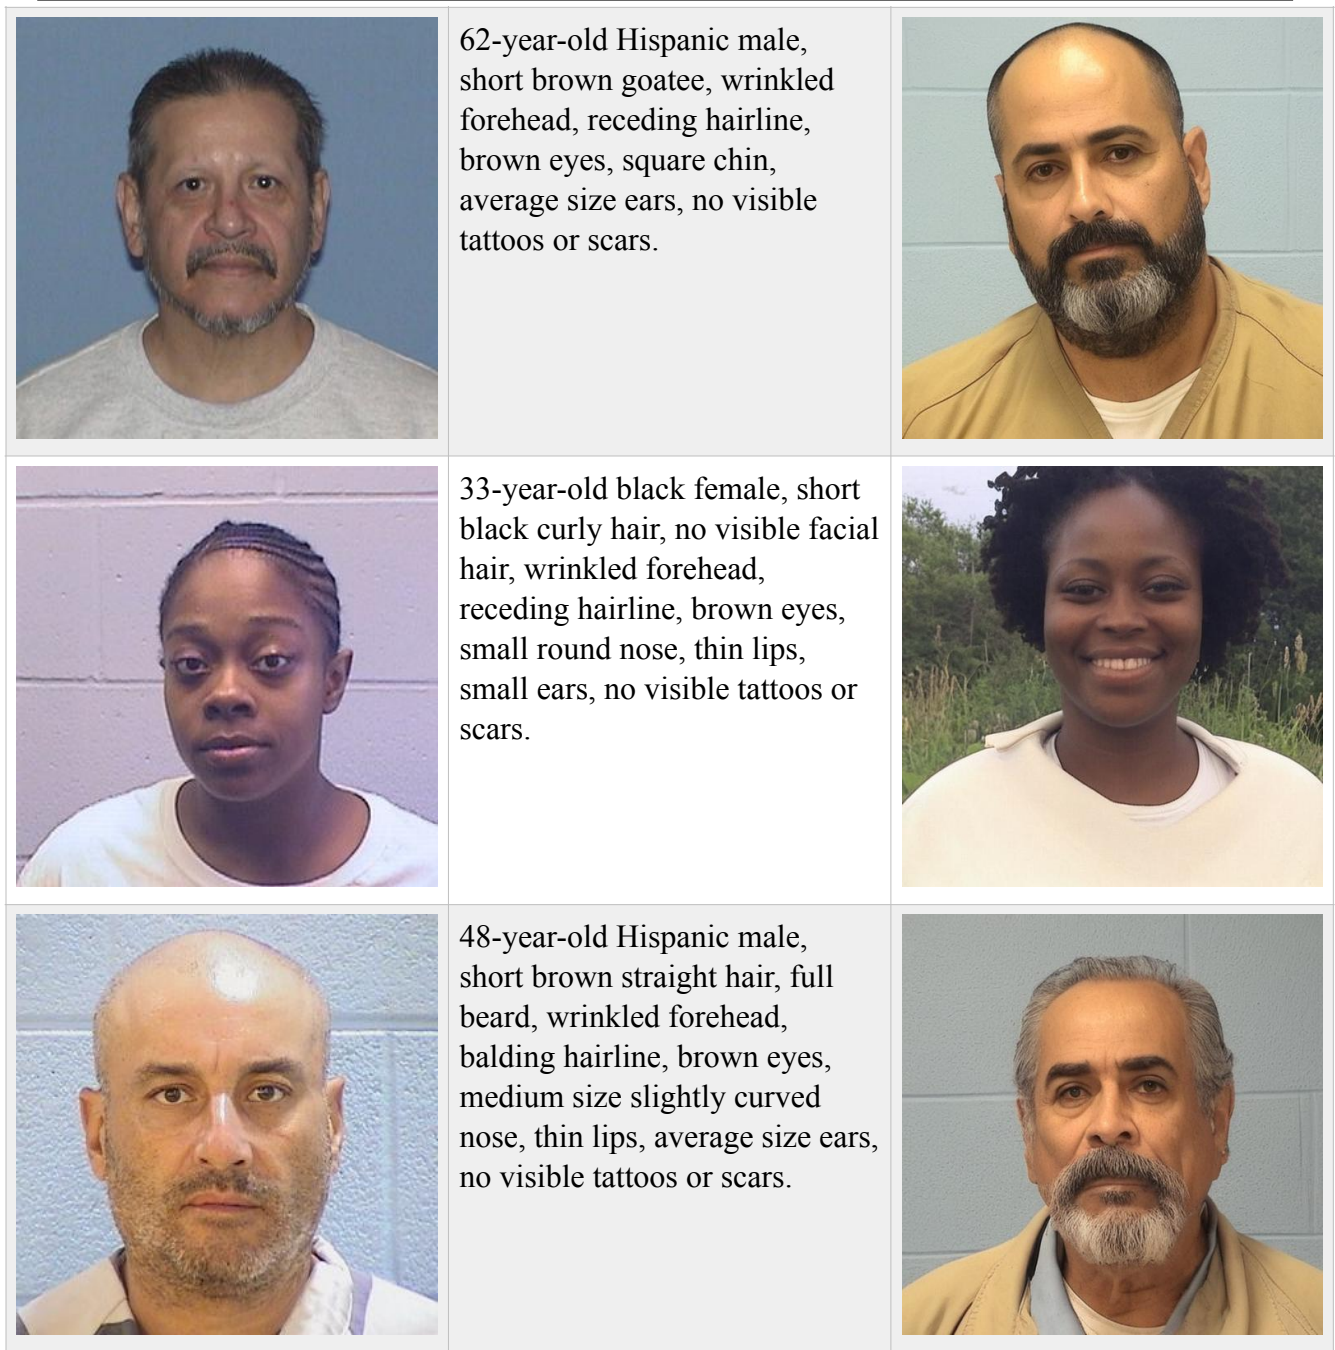 62-year-old Hispanic male,
short brown goatee, wrinkled
forehead, receding hairline,
brown eyes, square chin,
average size ears, no visible
tattoos or scars.
33-year-old black female, short
black curly hair, no visible facial
hair, wrinkled forehead,
receding hairline, brown eyes,
small round nose, thin lips,
small ears, no visible tattoos or
scars.
48-year-old Hispanic male,
short brown straight hair, full
beard, wrinkled forehead,
balding hairline, brown eyes,
medium size slightly curved
nose, thin lips, average size ears,
no visible tattoos or scars.